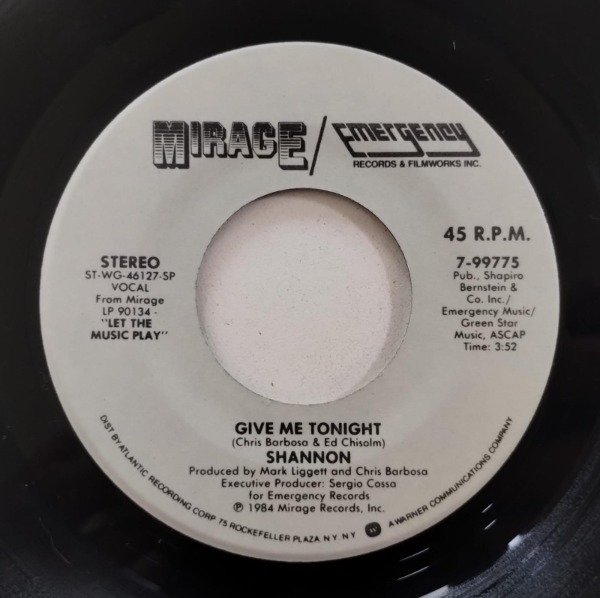 MIRAGE / EMERGENCY
RECORDS & FILMWORKS INC.
45 R.P.M.
STEREO
ST-WG-46127-SP
VOCAL
From Mirage
LP 90134 -
"LET THE
MUSIC PLAY"
7-99775
Pub., Shapiro
Bernstein &
Co. Inc./
Emergency Music/
Green Star
Music, ASCAP
Time: 3:52
GIVE ME TONIGHT
(Chris Barbosa & Ed Chisolm)
SHANNON
Produced by Mark Liggett and Chris Barbosa
Executive Producer: Sergio Cossa
for Emergency Records
℗ 1984 Mirage Records, Inc.
DIST BY ATLANTIC RECORDING CORP 75 ROCKEFELLER PLAZA N.Y. N.Y. W A WARNER COMMUNICATIONS COMPANY